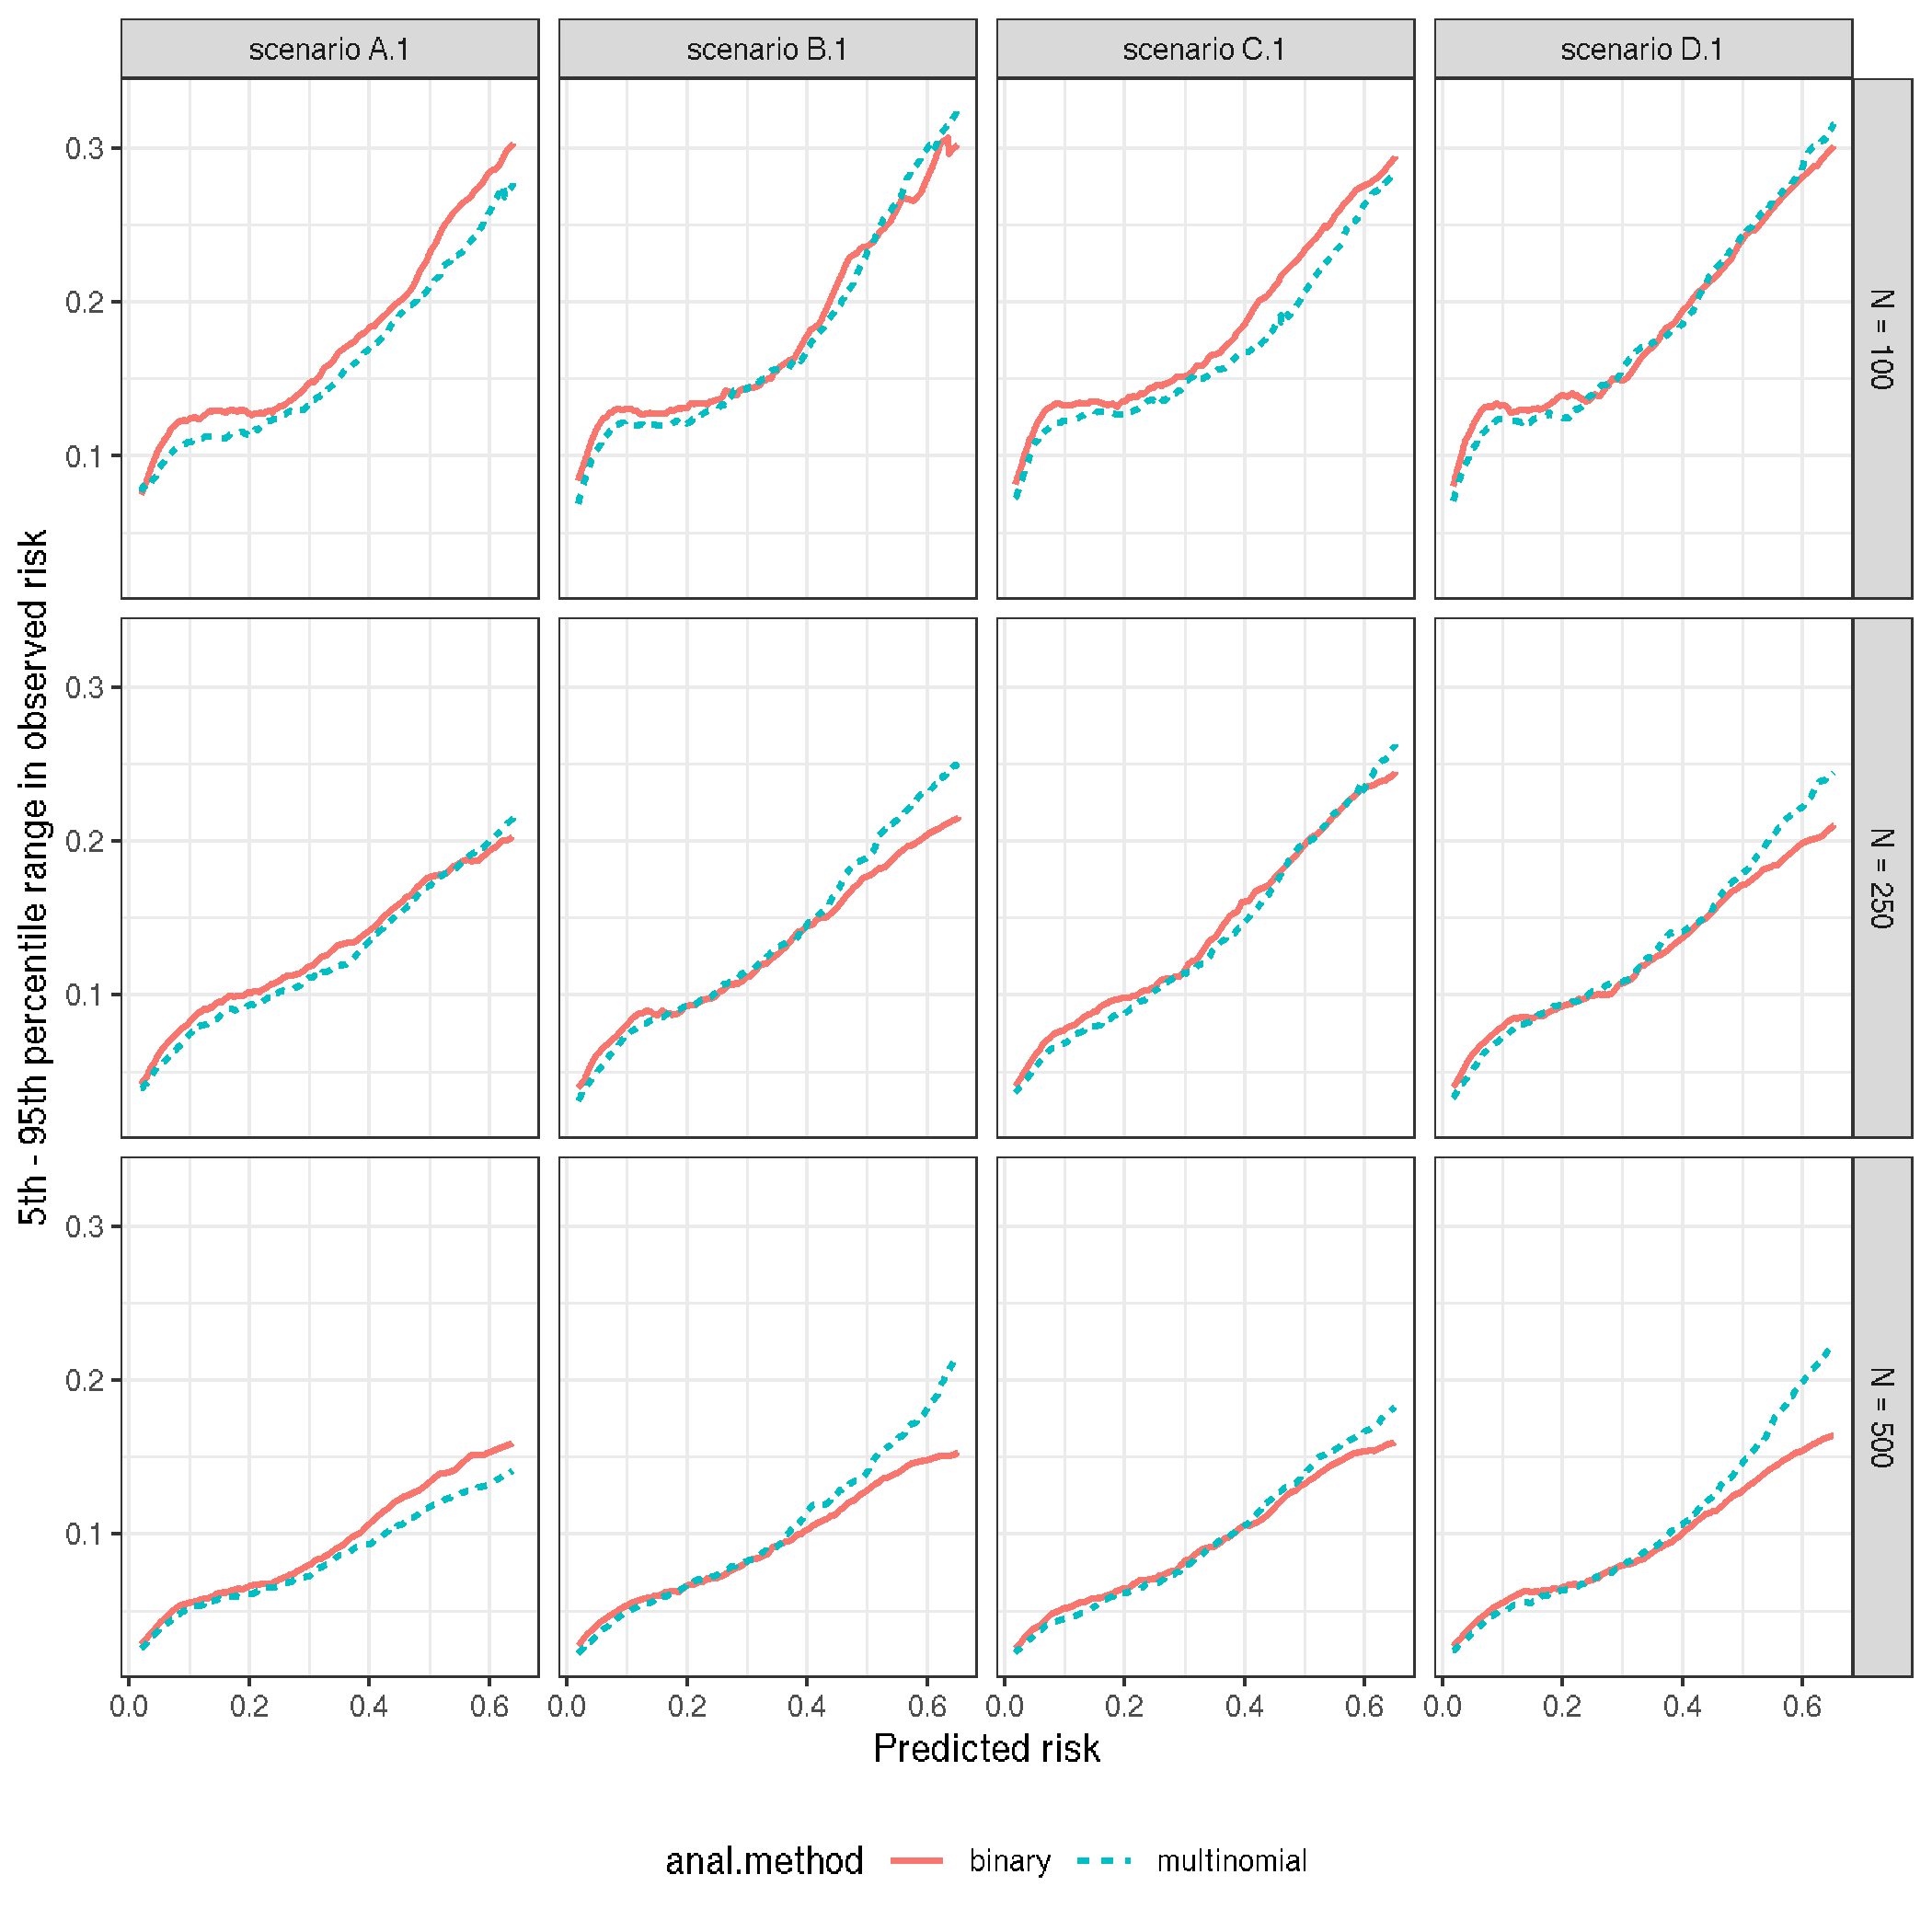 scenario A.1 scenario B.1 scenario C.1 scenario D.1
0.3
0.2
0.1
N = 100
0.3
0.2
0.1
N = 250
0.3
0.2
0.1
N = 500
5th - 95th percentile range in observed risk
0.0 0.2 0.4 0.6 0.0 0.2 0.4 0.6 0.0 0.2 0.4 0.6 0.0 0.2 0.4 0.6
Predicted risk
anal.method binary multinomial